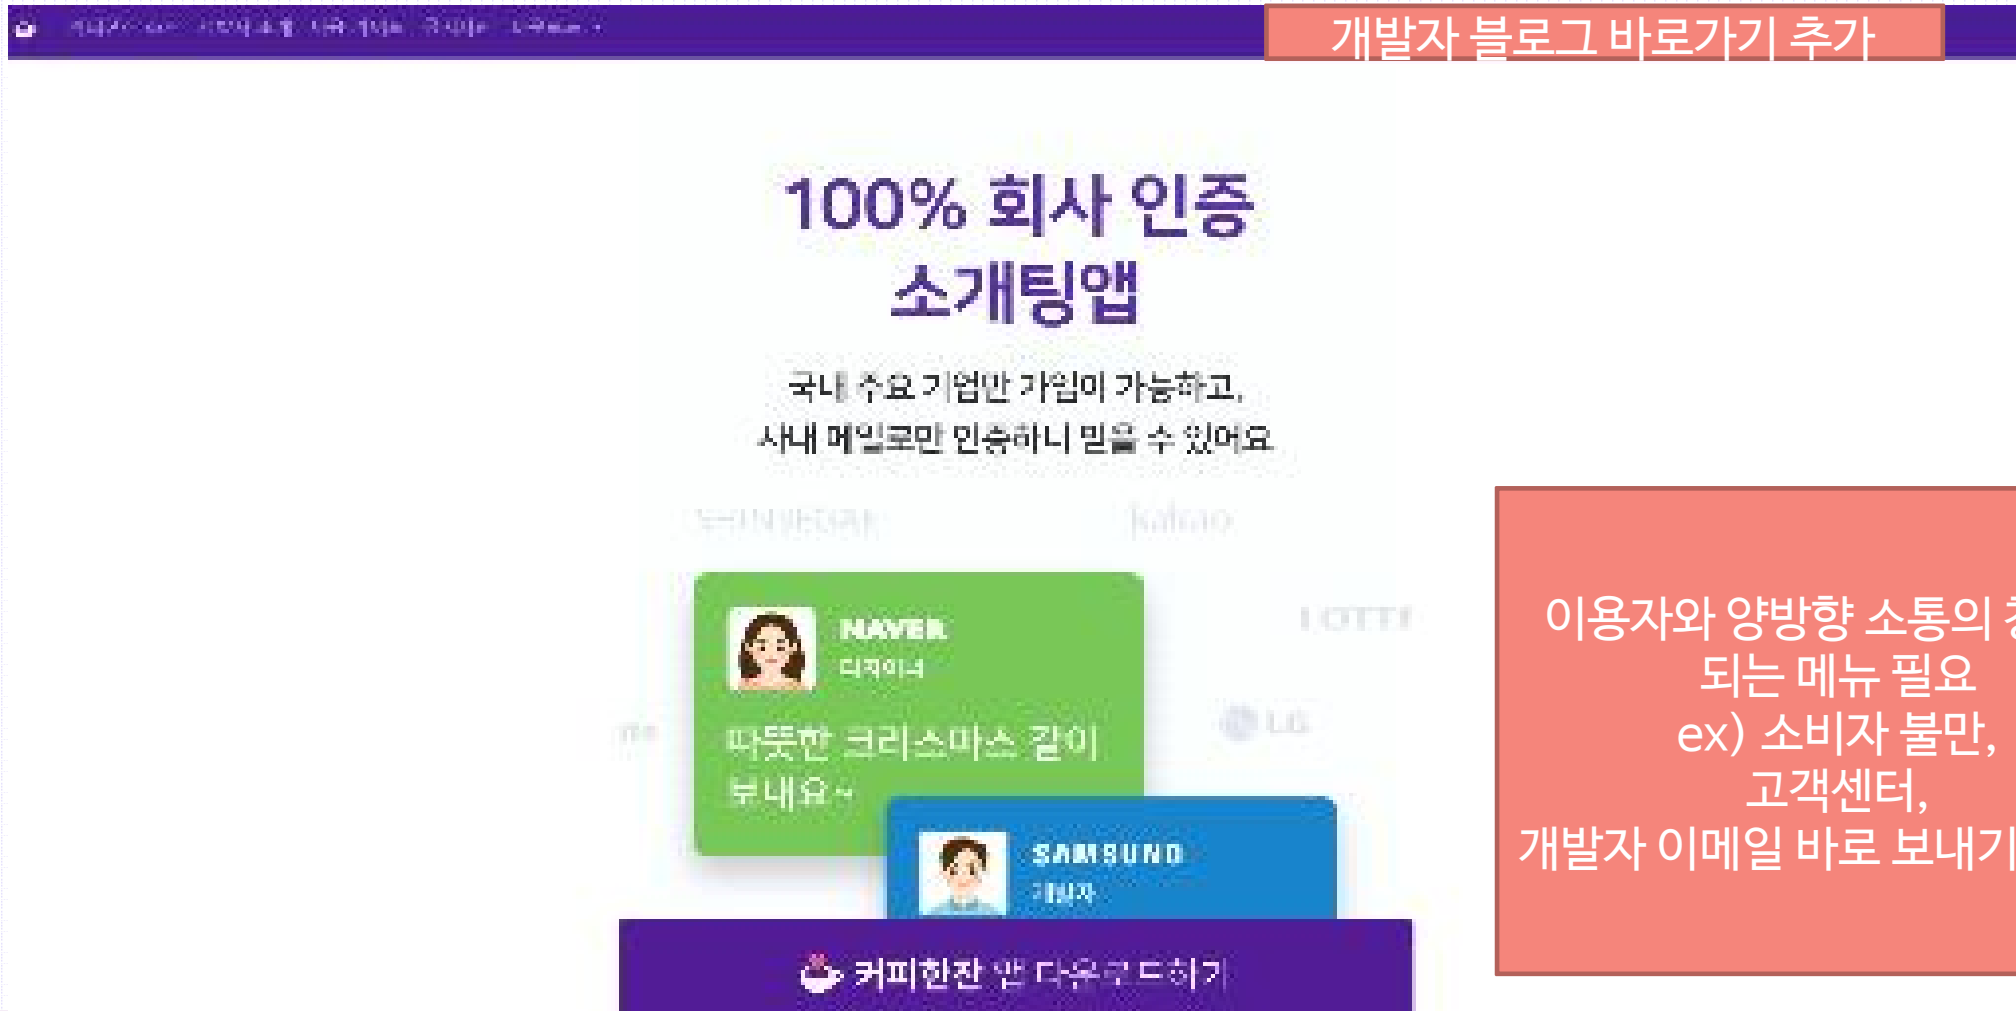 개발자 블로그 바로가기 추가
100% 회사 인증
소개팅앱
국내 주요 기업만 가입이 가능하고,
사내 메일로만 인증하니 믿을 수 있어요
kakao
LOTTE
NAVER
디자이너
LG
따뜻한 크리스마스 같이
보내요~
SAMSUNG
개발자
커피한잔 앱 다운로드하기
이용자와 양방향 소통의
되는 메뉴 필요
ex) 소비자 불만,
고객센터,
개발자 이메일 바로 보내기